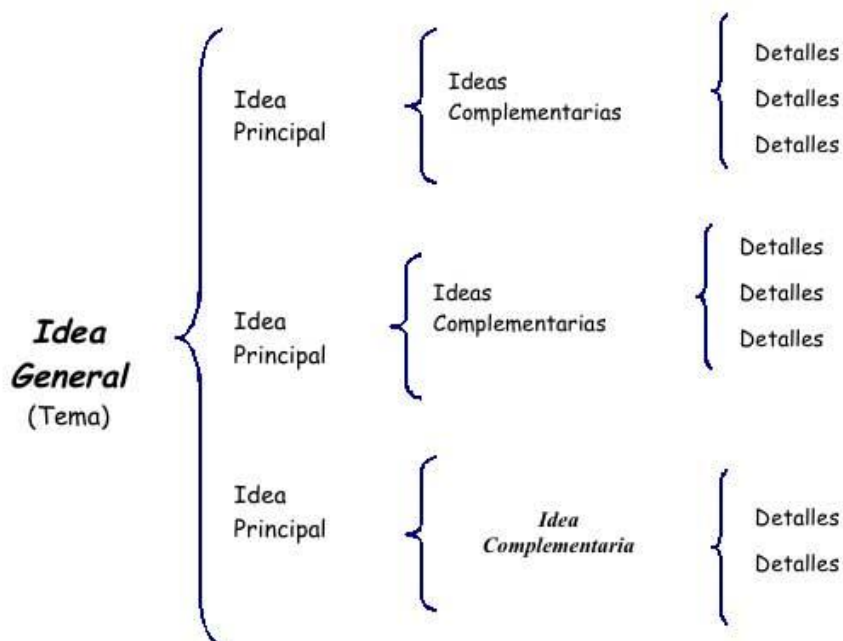 Idea
General
(Tema)
Idea
Principal
Ideas
Complementarias
Detalles
Detalles
Detalles
Idea
Principal
Ideas
Complementarias
Detalles
Detalles
Detalles
Idea
Principal
Idea
Complementaria
Detalles
Detalles